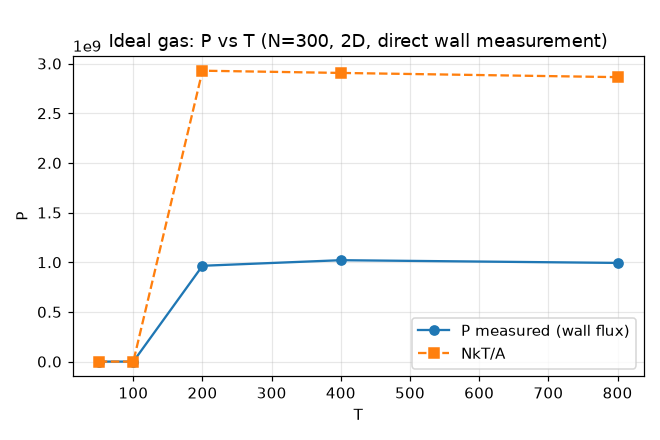 Ideal gas: P vs T (N=300, 2D, direct wall measurement)
1e9
3.0
2.5
2.0
1.5
1.0
0.5
0.0
P
P measured (wall flux)
NkT/A
100 200 300 400 500 600 700 800
T